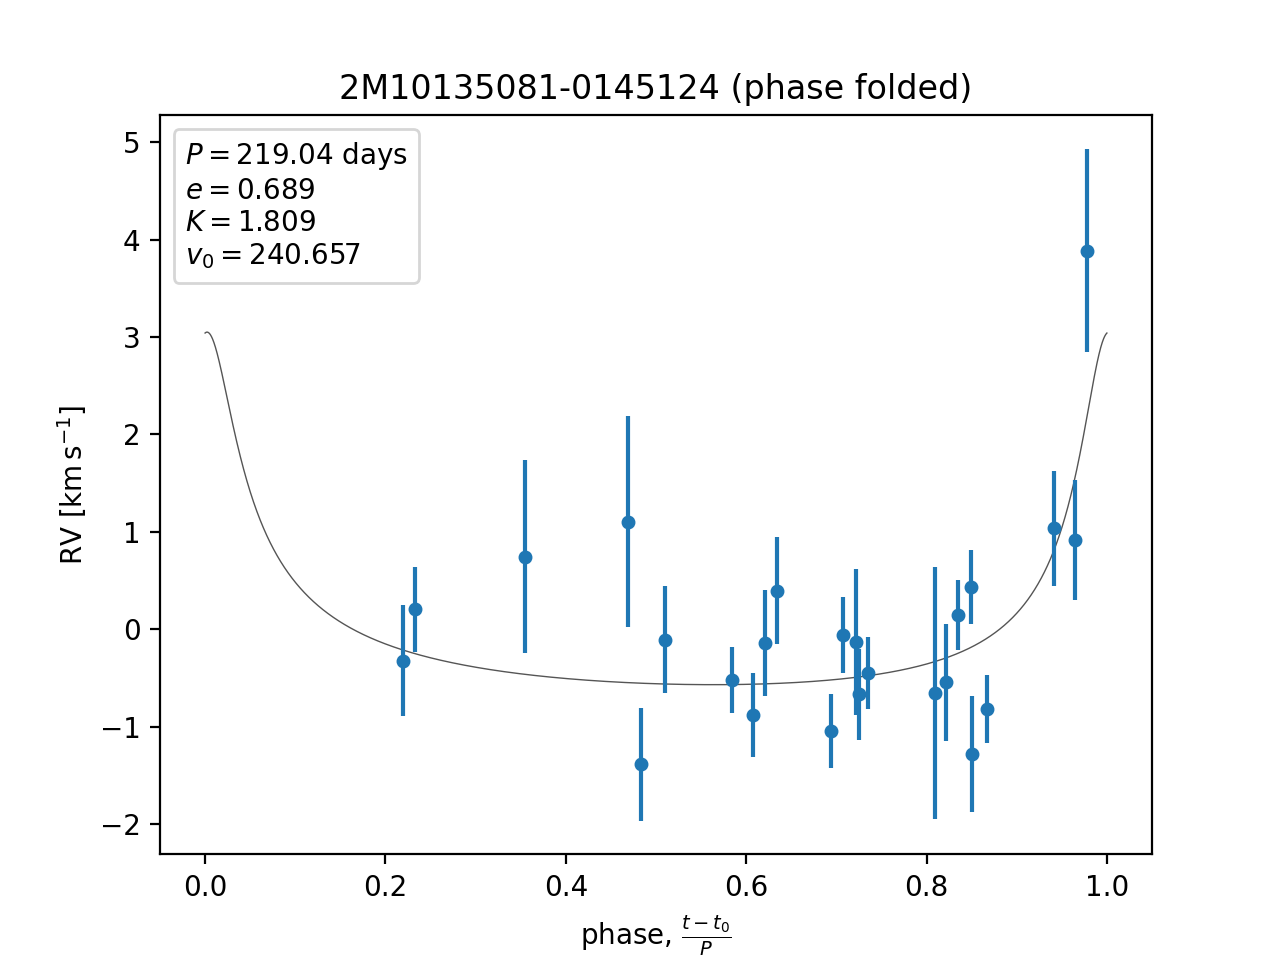 2M10135081-0145124 (phase folded)
P = 219.04 days
e = 0.689
K = 1.809
v₀ = 240.657
5
4
3
2
1
0
−1
−2
RV [km s⁻¹]
0.0 0.2 0.4 0.6 0.8 1.0
phase, (t − t₀)/P